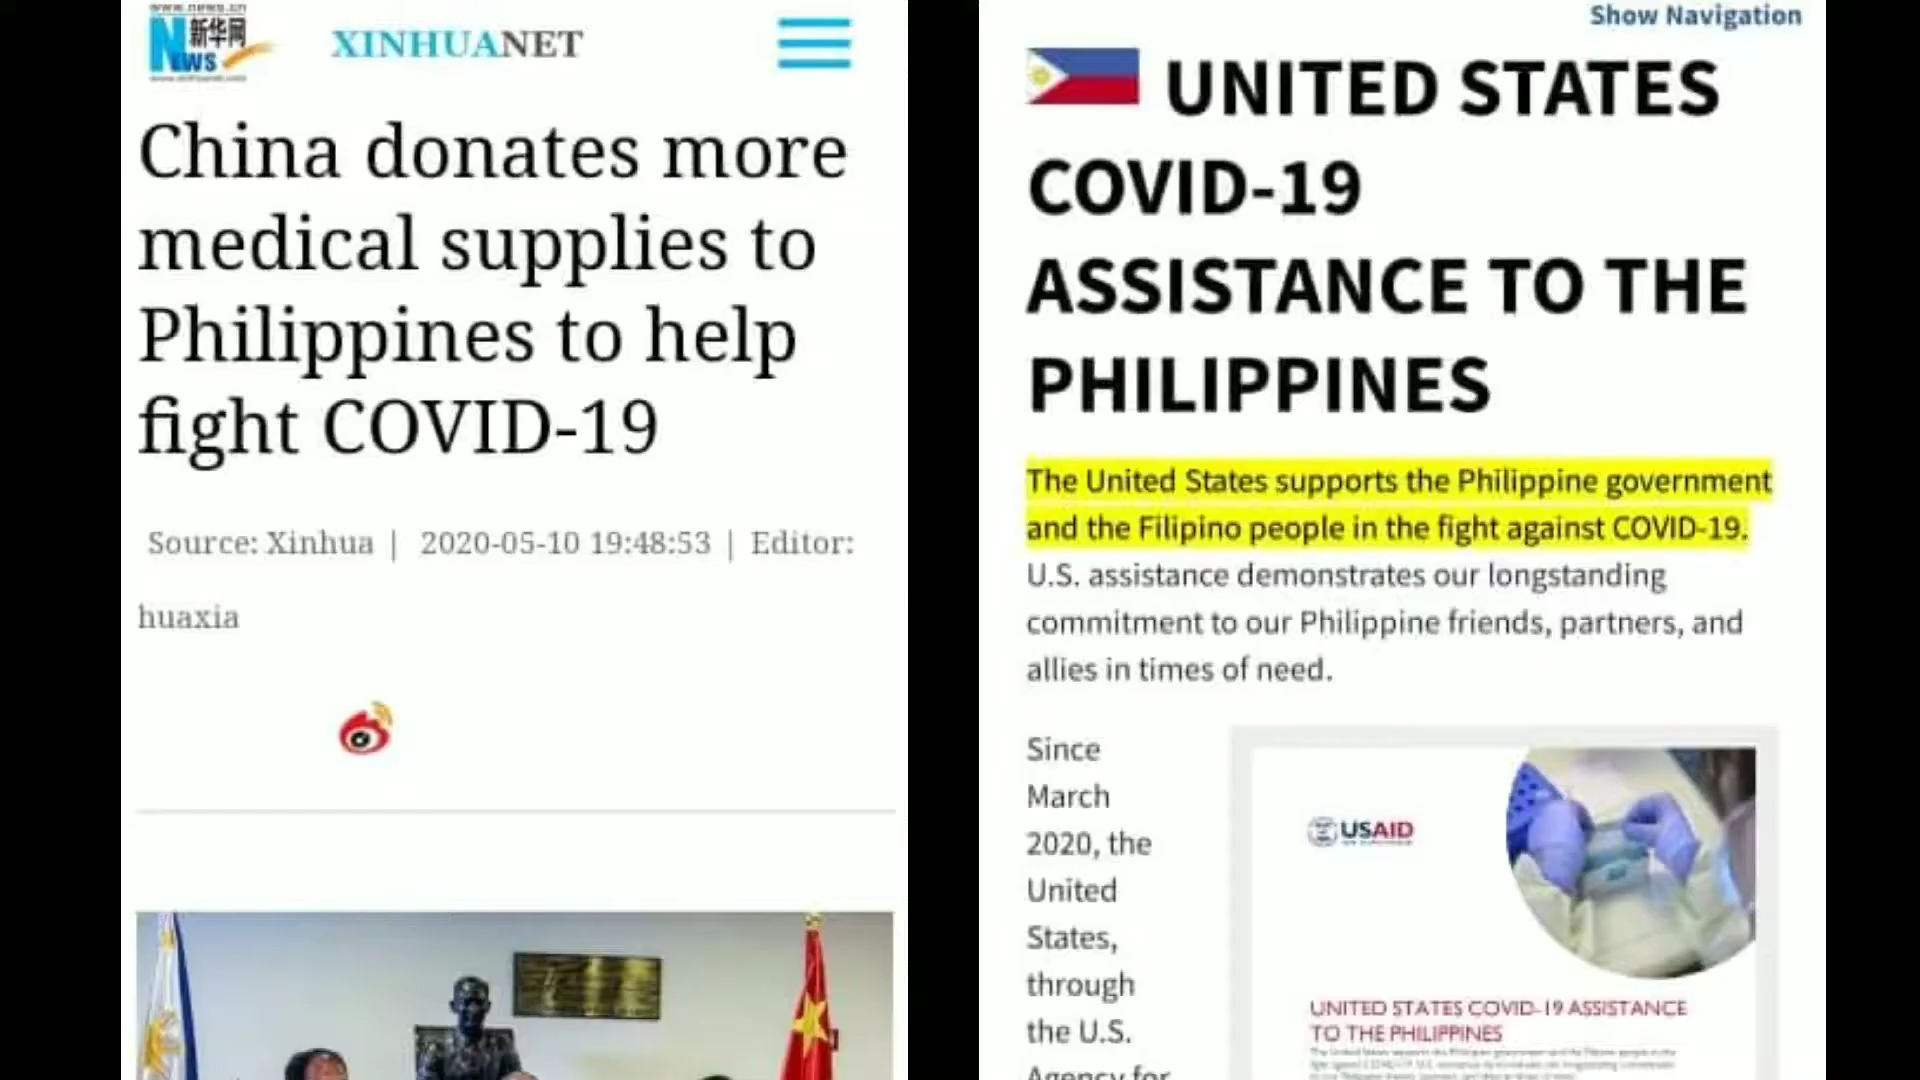 www.news.cn
新华网
NEWS
www.xinhuanet.com
XINHUANET
China donates more
medical supplies to
Philippines to help
fight COVID-19
Source: Xinhua | 2020-05-10 19:48:53 | Editor:
huaxia
Show Navigation
UNITED STATES
COVID-19
ASSISTANCE TO THE
PHILIPPINES
The United States supports the Philippine government
and the Filipino people in the fight against COVID-19.
U.S. assistance demonstrates our longstanding
commitment to our Philippine friends, partners, and
allies in times of need.
Since
March
2020, the
United
States,
through
the U.S.
Agency for
USAID
UNITED STATES COVID-19 ASSISTANCE
TO THE PHILIPPINES